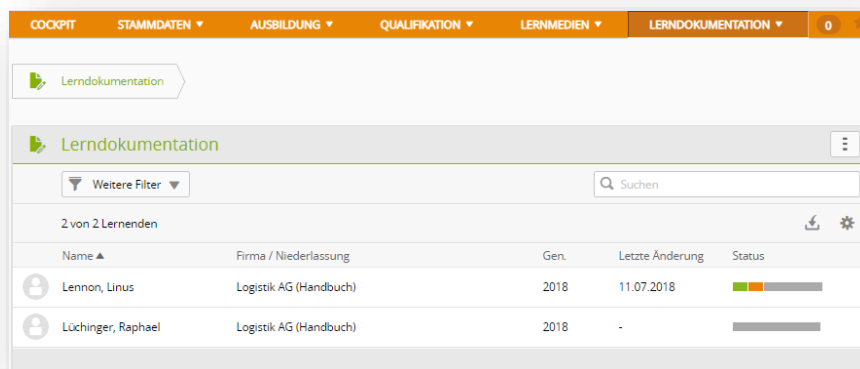 COCKPIT STAMMDATEN AUSBILDUNG QUALIFIKATION LERNMEDIEN LERNDOKUMENTATION 0
Lerndokumentation
Lerndokumentation
Weitere Filter Suchen
2 von 2 Lernenden
Name Firma / Niederlassung Gen. Letzte Änderung Status
Lennon, Linus Logistik AG (Handbuch) 2018 11.07.2018
Lüchinger, Raphael Logistik AG (Handbuch) 2018 -